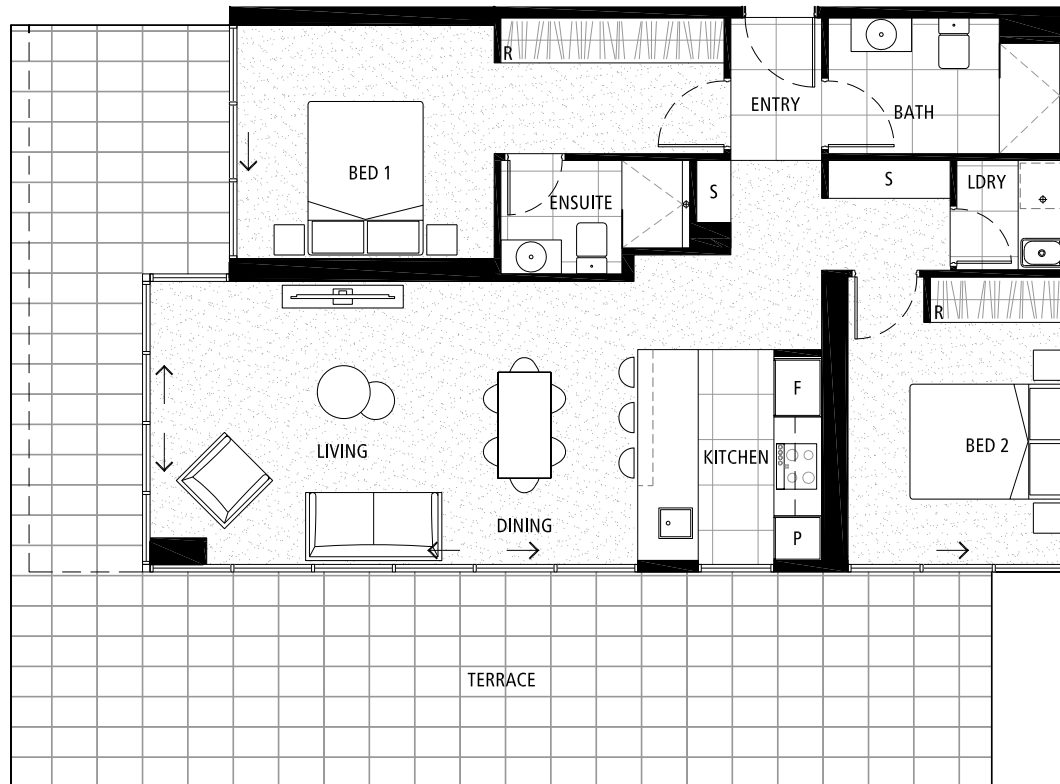 R
ENTRY
BATH
BED 1
S
S
LDRY
ENSUITE
R
F
LIVING
KITCHEN
BED 2
DINING
P
TERRACE